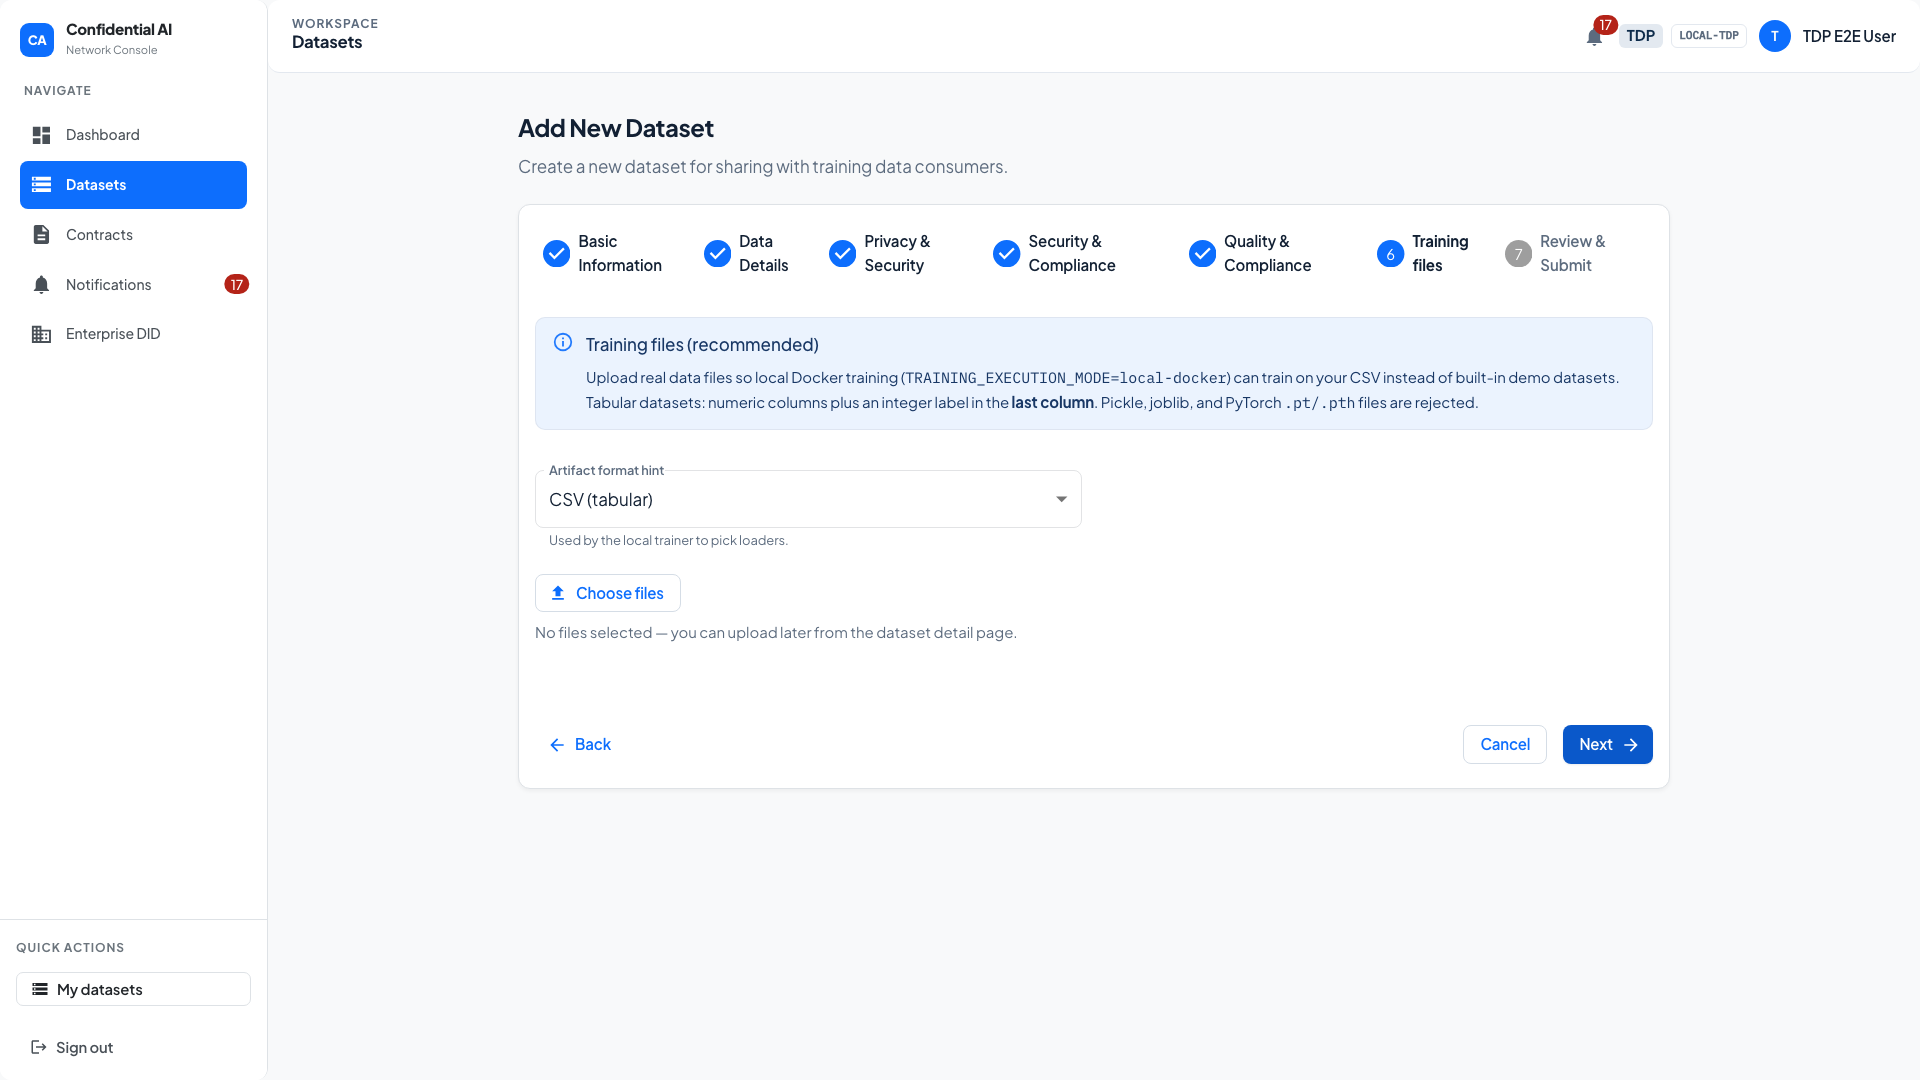 CA
Confidential AI
Network Console
NAVIGATE
Dashboard
Datasets
Contracts
Notifications
17
Enterprise DID
QUICK ACTIONS
My datasets
Sign out
WORKSPACE
Datasets
17
TDP
LOCAL-TDP
T
TDP E2E User
Add New Dataset
Create a new dataset for sharing with training data consumers.
Basic
Information
Data
Details
Privacy &
Security
Security &
Compliance
Quality &
Compliance
6
Training
files
7
Review &
Submit
Training files (recommended)
Upload real data files so local Docker training (TRAINING_EXECUTION_MODE=local-docker) can train on your CSV instead of built-in demo datasets.
Tabular datasets: numeric columns plus an integer label in the last column. Pickle, joblib, and PyTorch .pt/.pth files are rejected.
Artifact format hint
CSV (tabular)
Used by the local trainer to pick loaders.
Choose files
No files selected — you can upload later from the dataset detail page.
Back
Cancel
Next